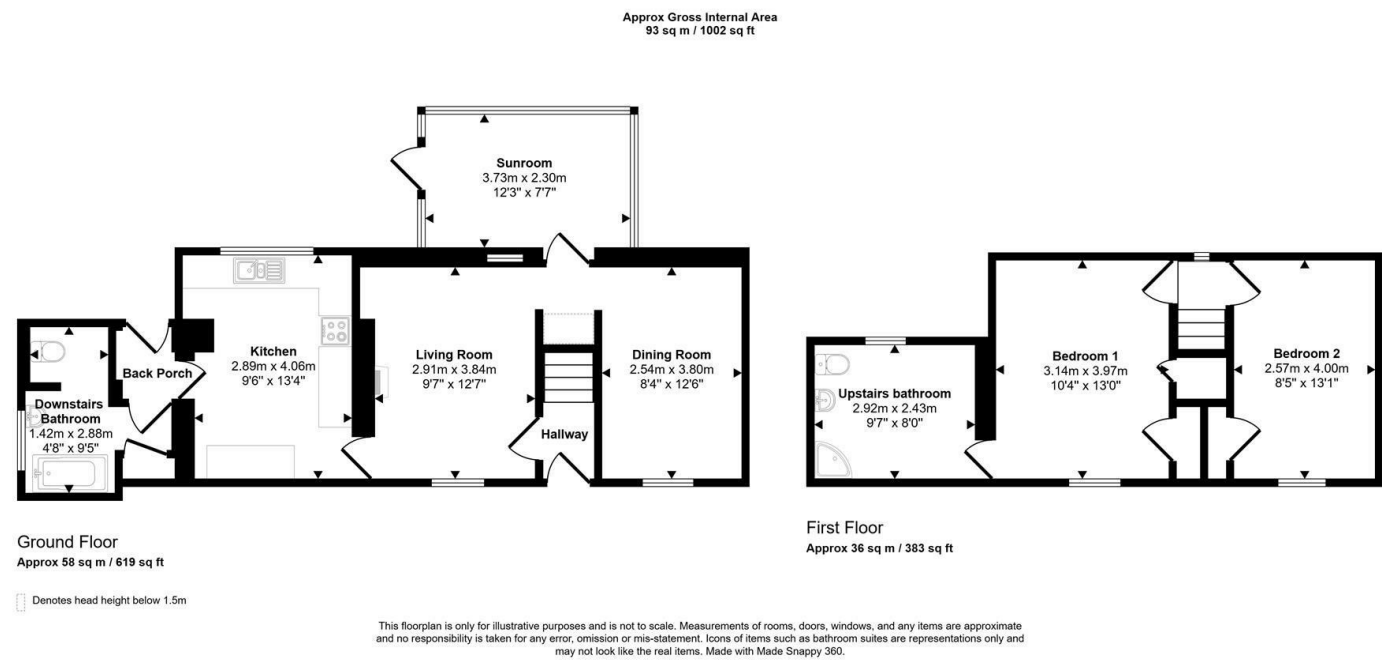 Approx Gross Internal Area
93 sq m / 1002 sq ft
Sunroom
3.73m x 2.30m
12'3" x 7'7"
Kitchen
2.89m x 4.06m
9'6" x 13'4"
Living Room
2.91m x 3.84m
9'7" x 12'7"
Dining Room
2.54m x 3.80m
8'4" x 12'6"
Back Porch
Downstairs
Bathroom
1.42m x 2.88m
4'8" x 9'5"
Hallway
Upstairs bathroom
2.92m x 2.43m
9'7" x 8'0"
Bedroom 1
3.14m x 3.97m
10'4" x 13'0"
Bedroom 2
2.57m x 4.00m
8'5" x 13'1"
Ground Floor
Approx 58 sq m / 619 sq ft
First Floor
Approx 36 sq m / 383 sq ft
Denotes head height below 1.5m
This floorplan is only for illustrative purposes and is not to scale. Measurements of rooms, doors, windows, and any items are approximate
and no responsibility is taken for any error, omission or mis-statement. Icons of items such as bathroom suites are representations only and
may not look like the real items. Made with Made Snappy 360.